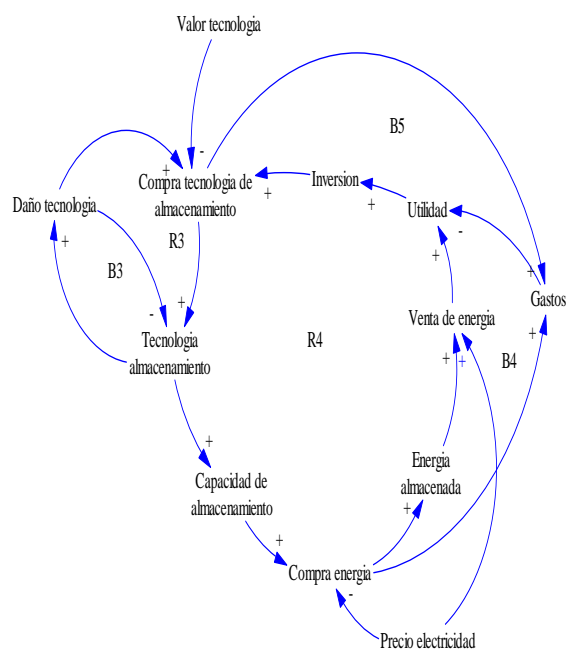 Valor tecnologia
B5
-
+
Compra tecnologia de
almacenamiento
Inversion
+
+
Daño tecnologia
R3
Utilidad
-
+
+
B3
+
Gastos
-
+
Tecnologia
almacenamiento
R4
Venta de energia
+
B4
+
+
+
Energia
almacenada
Capacidad de
almacenamiento
+
+
Compra energia
-
Precio electricidad